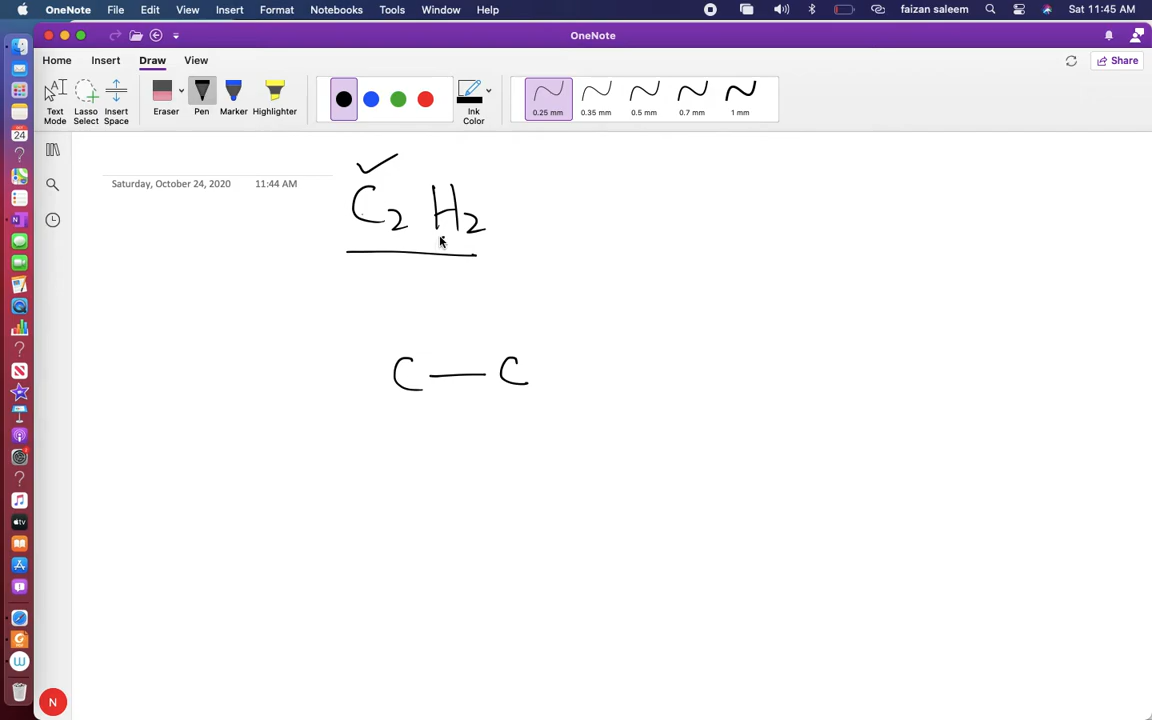 OneNote File Edit View Insert Format Notebooks Tools Window Help faizan saleem Sat 11:45 AM
OneNote
Home Insert Draw View Share
Text Mode Lasso Select Insert Space Eraser Pen Marker Highlighter Ink Color 0.25 mm 0.35 mm 0.5 mm 0.7 mm 1 mm
Saturday, October 24, 2020 11:44 AM
C₂ H₂
C — C
N